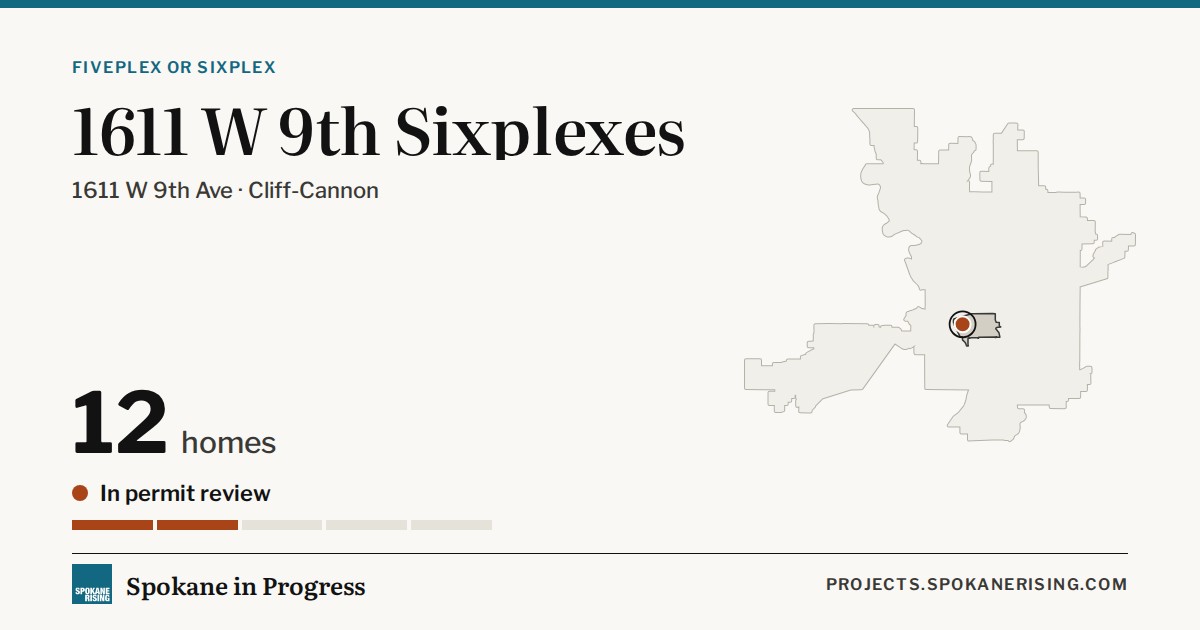 FIVEPLEX OR SIXPLEX
1611 W 9th Sixplexes
1611 W 9th Ave · Cliff-Cannon
12 homes
In permit review
SPOKANE
RISING
Spokane in Progress
PROJECTS.SPOKANERISING.COM